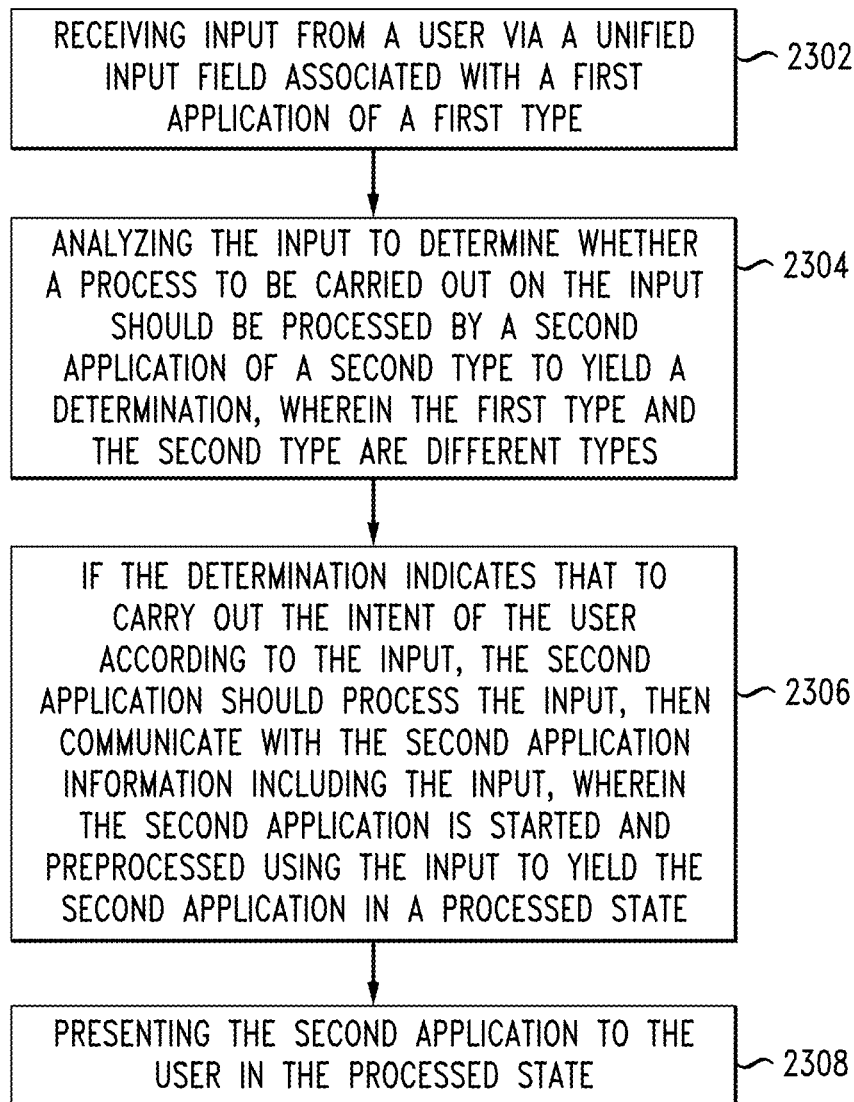 RECEIVING INPUT FROM A USER VIA A UNIFIED
INPUT FIELD ASSOCIATED WITH A FIRST
APPLICATION OF A FIRST TYPE
2302
ANALYZING THE INPUT TO DETERMINE WHETHER
A PROCESS TO BE CARRIED OUT ON THE INPUT
SHOULD BE PROCESSED BY A SECOND
APPLICATION OF A SECOND TYPE TO YIELD A
DETERMINATION, WHEREIN THE FIRST TYPE AND
THE SECOND TYPE ARE DIFFERENT TYPES
2304
IF THE DETERMINATION INDICATES THAT TO
CARRY OUT THE INTENT OF THE USER
ACCORDING TO THE INPUT, THE SECOND
APPLICATION SHOULD PROCESS THE INPUT, THEN
COMMUNICATE WITH THE SECOND APPLICATION
INFORMATION INCLUDING THE INPUT, WHEREIN
THE SECOND APPLICATION IS STARTED AND
PREPROCESSED USING THE INPUT TO YIELD THE
SECOND APPLICATION IN A PROCESSED STATE
2306
PRESENTING THE SECOND APPLICATION TO THE
USER IN THE PROCESSED STATE
2308